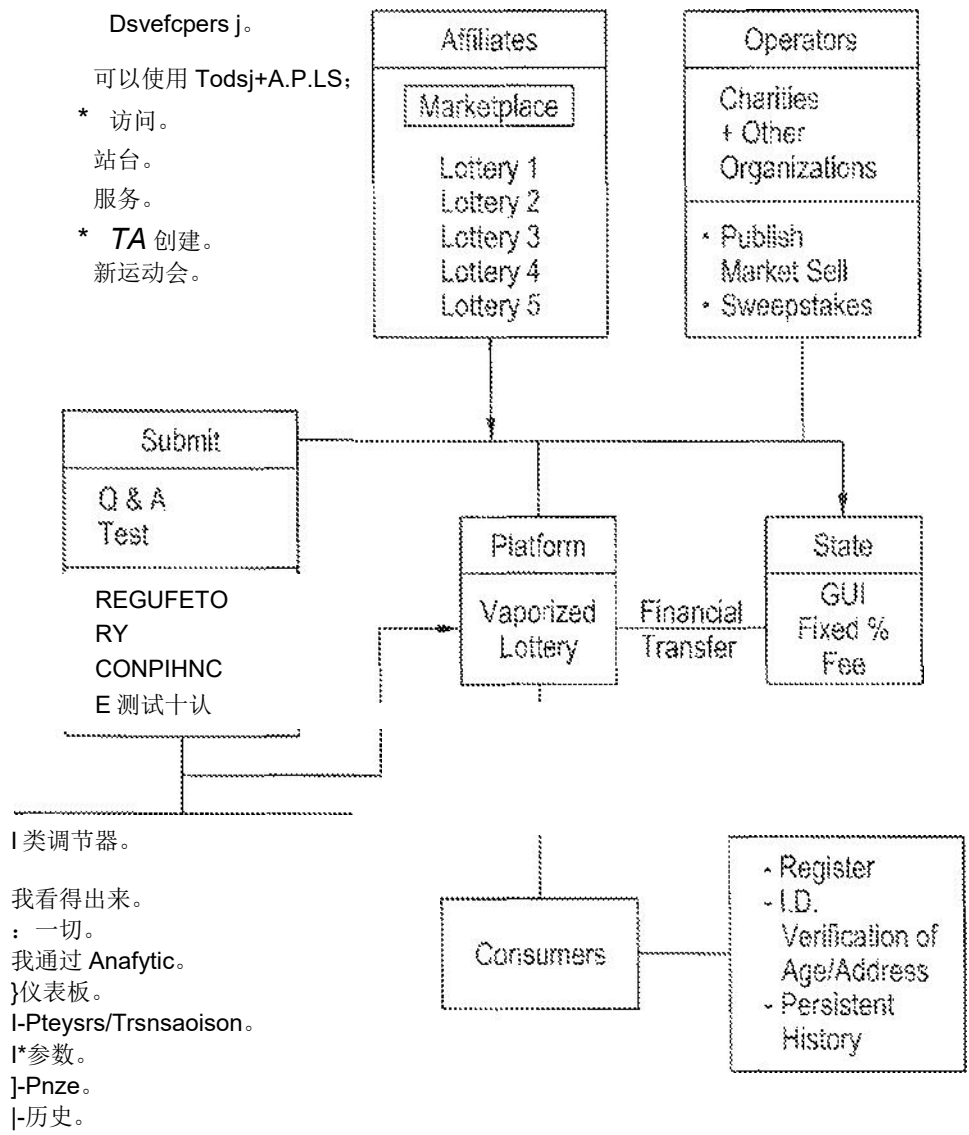 Dsvefcpers j。
可以使用 Todsj+A.P.LS；
* 访问。
站台。
服务。
* TA 创建。
新运动会。
Affiliates
Marketplace
Lottery 1
Lottery 2
Lottery 3
Lottery 4
Lottery 5
Operators
Charities
+ Other
Organizations
- Publish
Market Sell
- Sweepstakes
Submit
Q & A
Test
REGUFETO
RY
CONPIHNC
E 测试十认
Platform
Vaporized
Lottery
Financial
Transfer
State
GUI
Fixed %
Fee
I 类调节器。
我看得出来。
：一切。
我通过 Anafytic。
}仪表板。
I-Pteysrs/Trsnsaoison。
I*参数。
]-Pnze。
|-历史。
Consumers
- Register
- I.D.
Verification of
Age/Address
- Persistent
History